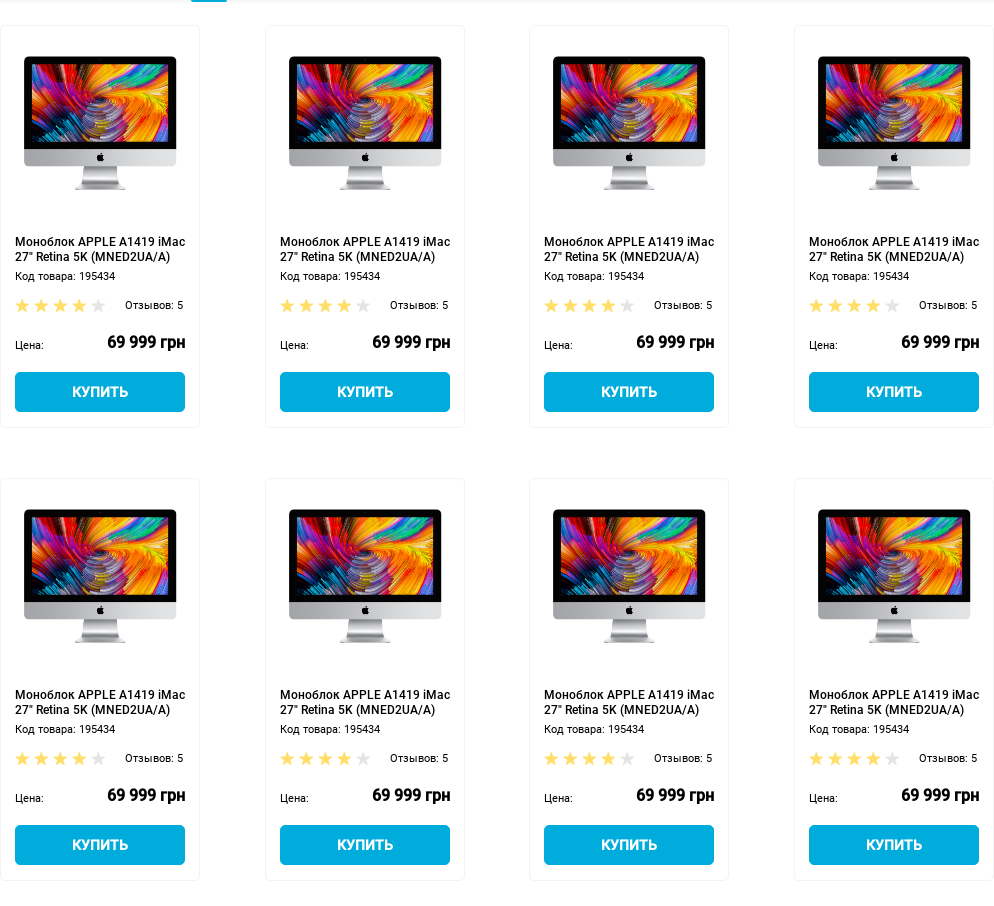 Моноблок APPLE A1419 iMac
27" Retina 5K (MNED2UA/A)
Код товара: 195434
Отзывов: 5
Цена: 69 999 грн
КУПИТЬ
Моноблок APPLE A1419 iMac
27" Retina 5K (MNED2UA/A)
Код товара: 195434
Отзывов: 5
Цена: 69 999 грн
КУПИТЬ
Моноблок APPLE A1419 iMac
27" Retina 5K (MNED2UA/A)
Код товара: 195434
Отзывов: 5
Цена: 69 999 грн
КУПИТЬ
Моноблок APPLE A1419 iMac
27" Retina 5K (MNED2UA/A)
Код товара: 195434
Отзывов: 5
Цена: 69 999 грн
КУПИТЬ
Моноблок APPLE A1419 iMac
27" Retina 5K (MNED2UA/A)
Код товара: 195434
Отзывов: 5
Цена: 69 999 грн
КУПИТЬ
Моноблок APPLE A1419 iMac
27" Retina 5K (MNED2UA/A)
Код товара: 195434
Отзывов: 5
Цена: 69 999 грн
КУПИТЬ
Моноблок APPLE A1419 iMac
27" Retina 5K (MNED2UA/A)
Код товара: 195434
Отзывов: 5
Цена: 69 999 грн
КУПИТЬ
Моноблок APPLE A1419 iMac
27" Retina 5K (MNED2UA/A)
Код товара: 195434
Отзывов: 5
Цена: 69 999 грн
КУПИТЬ